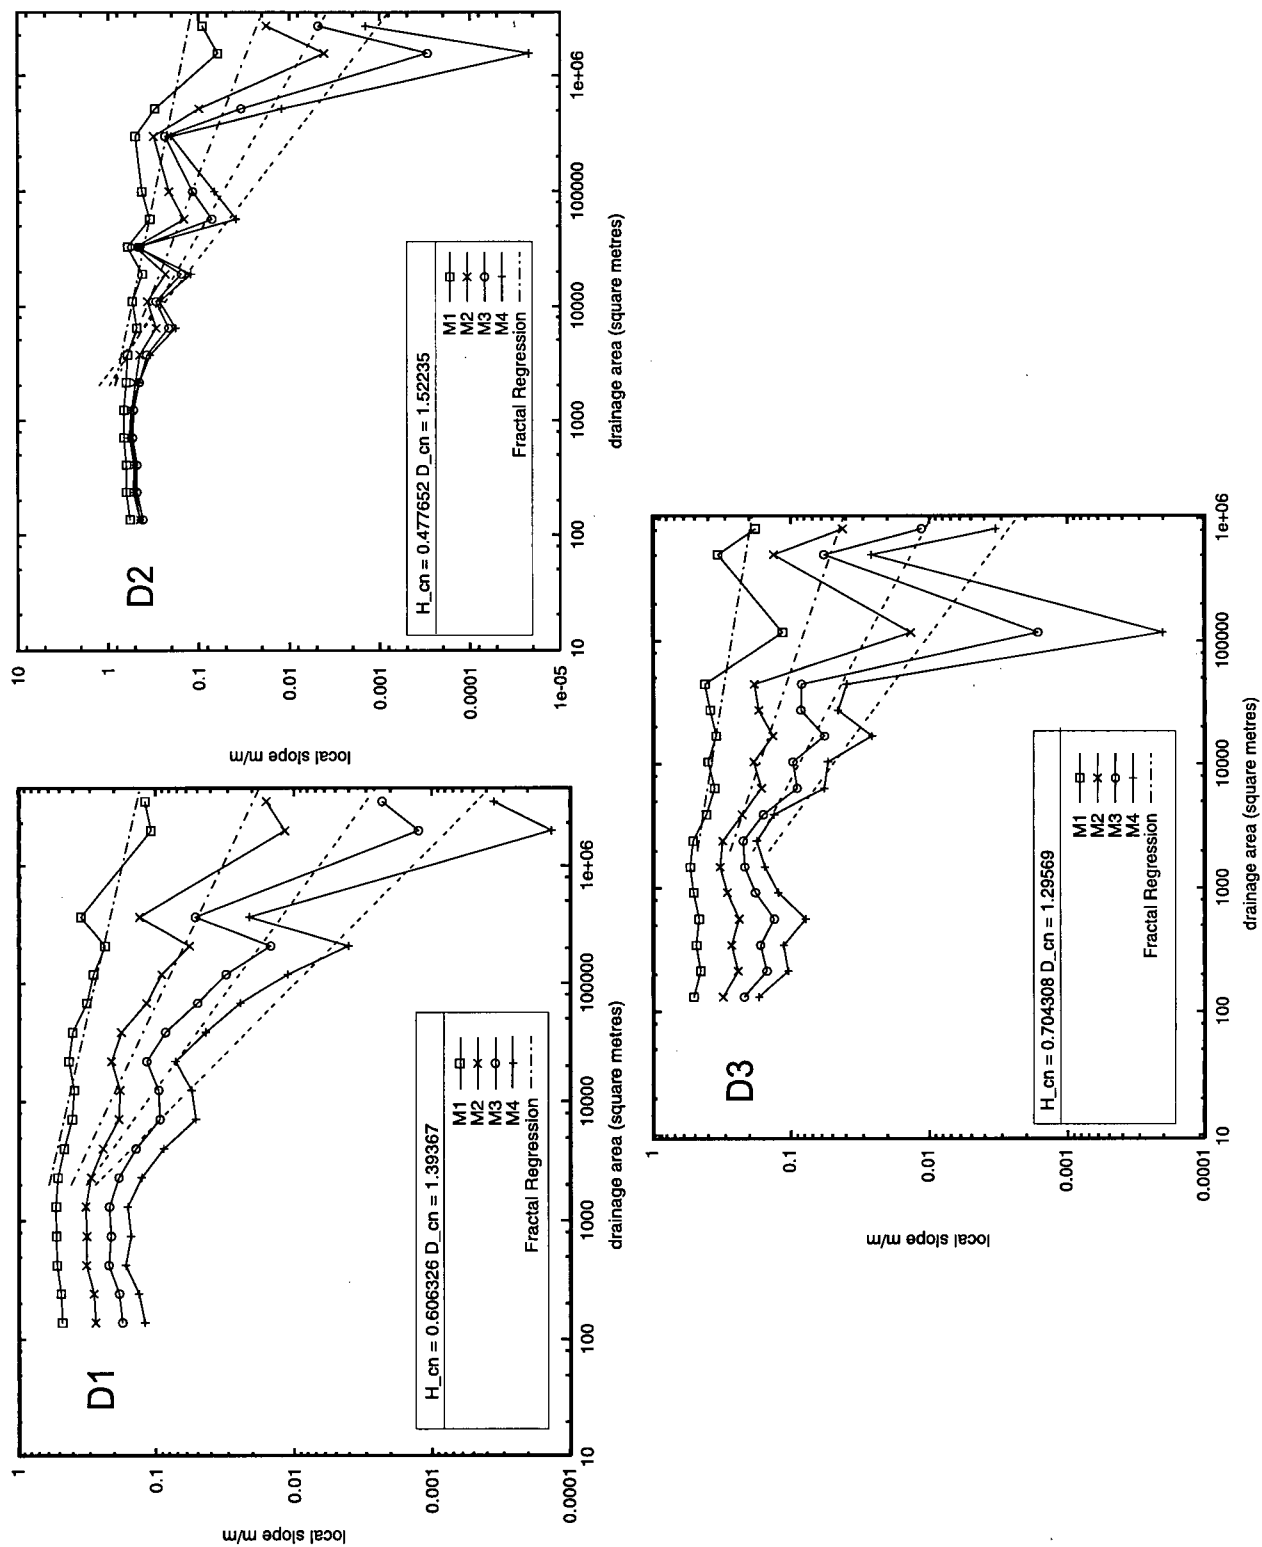 D1
local slope m/m
1
0.1
0.01
0.001
0.0001
10
100
1000
10000
100000
1e+06
drainage area (square metres)
H_cn = 0.606326 D_cn = 1.39367
M1
M2
M3
M4
Fractal Regression
D2
local slope m/m
10
1
0.1
0.01
0.001
0.0001
1e-05
10
100
1000
10000
100000
1e+06
drainage area (square metres)
H_cn = 0.477652 D_cn = 1.52235
M1
M2
M3
M4
Fractal Regression
D3
local slope m/m
1
0.1
0.01
0.001
0.0001
10
100
1000
10000
100000
1e+06
drainage area (square metres)
H_cn = 0.704308 D_cn = 1.29569
M1
M2
M3
M4
Fractal Regression